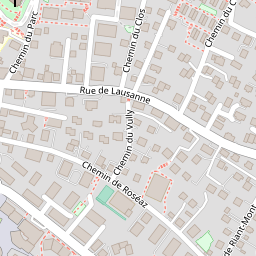 Chemin du Parc
Chemin du Clos
Chemin du C
Rue de Lausanne
Chemin du Vully
Chemin de Roséaz
de Riant-Mont